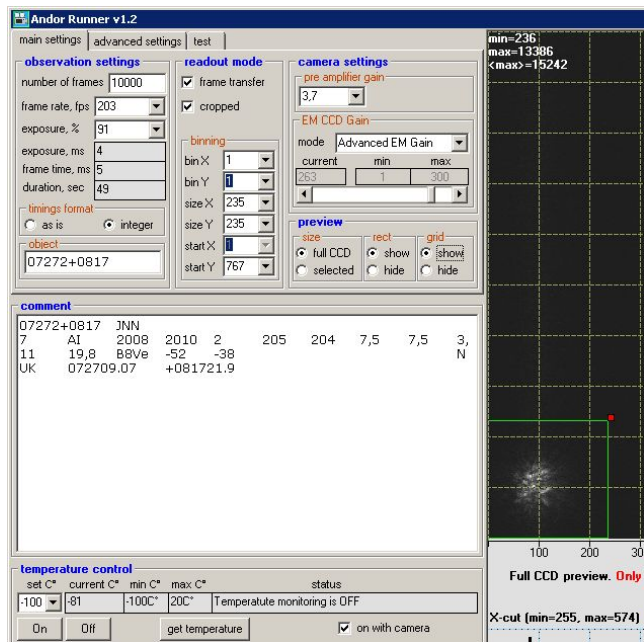 Andor Runner v1.2
main settings advanced settings test
observation settings
number of frames 10000
frame rate, fps 203
exposure, % 91
exposure, ms 4
frame time, ms 5
duration, sec 49
timings format
as is integer
object
07272+0817
readout mode
frame transfer
cropped
binning
bin X 1
bin Y 1
size X 235
size Y 235
start X 1
start Y 767
camera settings
pre amplifier gain
3,7
EM CCD Gain
mode Advanced EM Gain
current min max
263 1 300
preview
size rect grid
full CCD show show
selected hide hide
min=236
max=13386
<max>=15242
comment
07272+0817 JNN
7 AI 2008 2010 2 205 204 7,5 7,5 3,
11 19,8 B8Ve -52 -38 N
UK 072709.07 +081721.9
100 200 30
Full CCD preview. Only
X-cut (min=255, max=574)
temperature control
set C° current C° min C° max C° status
-100 -81 -100C° 20C° Temperatute monitoring is OFF
On Off get temperature on with camera